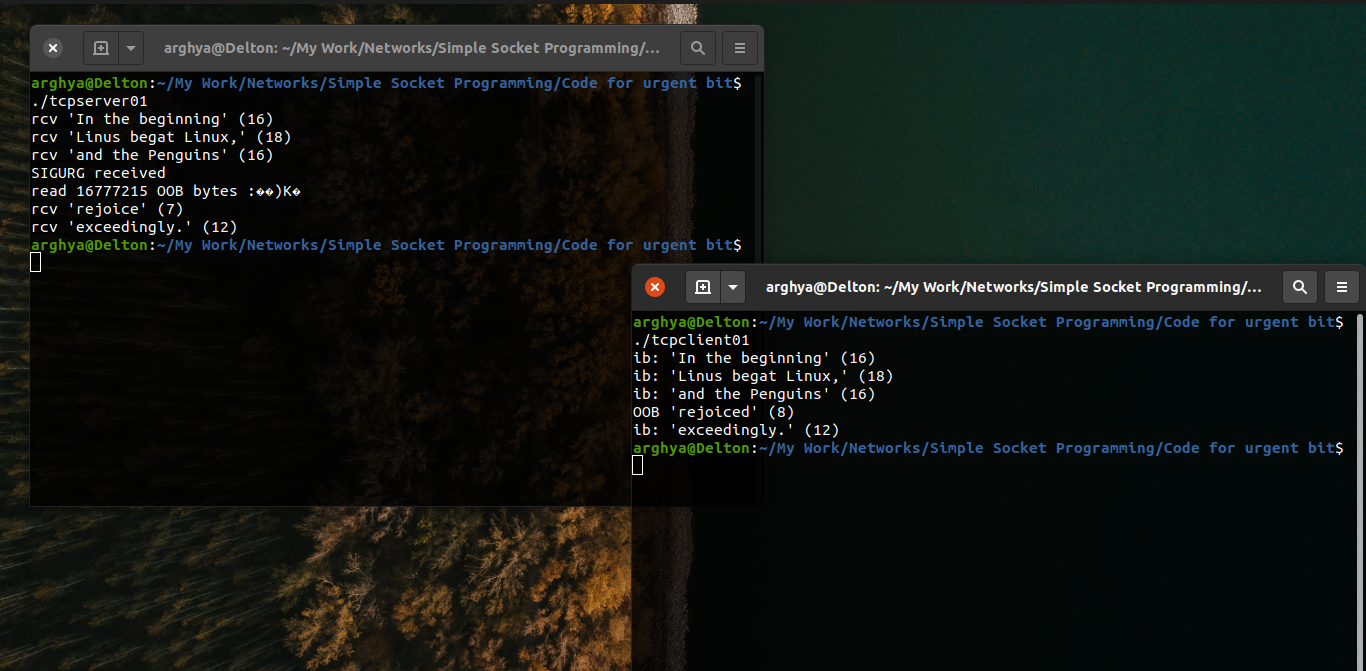 arghya@Delton: ~/My Work/Networks/Simple Socket Programming/...
arghya@Delton:~/My Work/Networks/Simple Socket Programming/Code for urgent bit$
./tcpserver01
rcv 'In the beginning' (16)
rcv 'Linus begat Linux,' (18)
rcv 'and the Penguins' (16)
SIGURG received
read 16777215 OOB bytes :��)K�
rcv 'rejoice' (7)
rcv 'exceedingly.' (12)
arghya@Delton:~/My Work/Networks/Simple Socket Programming/Code for urgent bit$
arghya@Delton: ~/My Work/Networks/Simple Socket Programming/...
arghya@Delton:~/My Work/Networks/Simple Socket Programming/Code for urgent bit$
./tcpclient01
ib: 'In the beginning' (16)
ib: 'Linus begat Linux,' (18)
ib: 'and the Penguins' (16)
OOB 'rejoiced' (8)
ib: 'exceedingly.' (12)
arghya@Delton:~/My Work/Networks/Simple Socket Programming/Code for urgent bit$